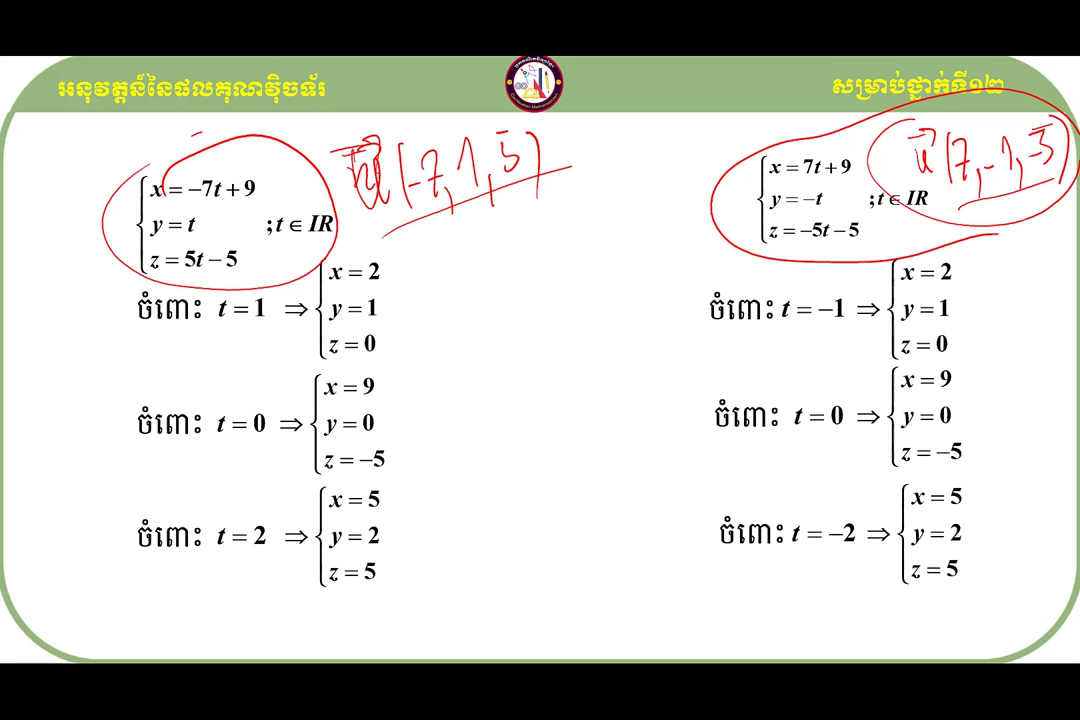 អនុវត្តន៍នៃផលគុណវ៉ិចទ័រ
សម្រាប់ថ្នាក់ទី១២
x = −7t + 9
y = t ; t ∈ IR
z = 5t − 5
u (−7, 1, 5)
ចំពោះ t = 1 ⇒ x = 2
y = 1
z = 0
ចំពោះ t = 0 ⇒ x = 9
y = 0
z = −5
ចំពោះ t = 2 ⇒ x = 5
y = 2
z = 5
x = 7t + 9
y = −t ; t ∈ IR
z = −5t − 5
u (7, −1, −5)
ចំពោះ t = −1 ⇒ x = 2
y = 1
z = 0
ចំពោះ t = 0 ⇒ x = 9
y = 0
z = −5
ចំពោះ t = −2 ⇒ x = 5
y = 2
z = 5